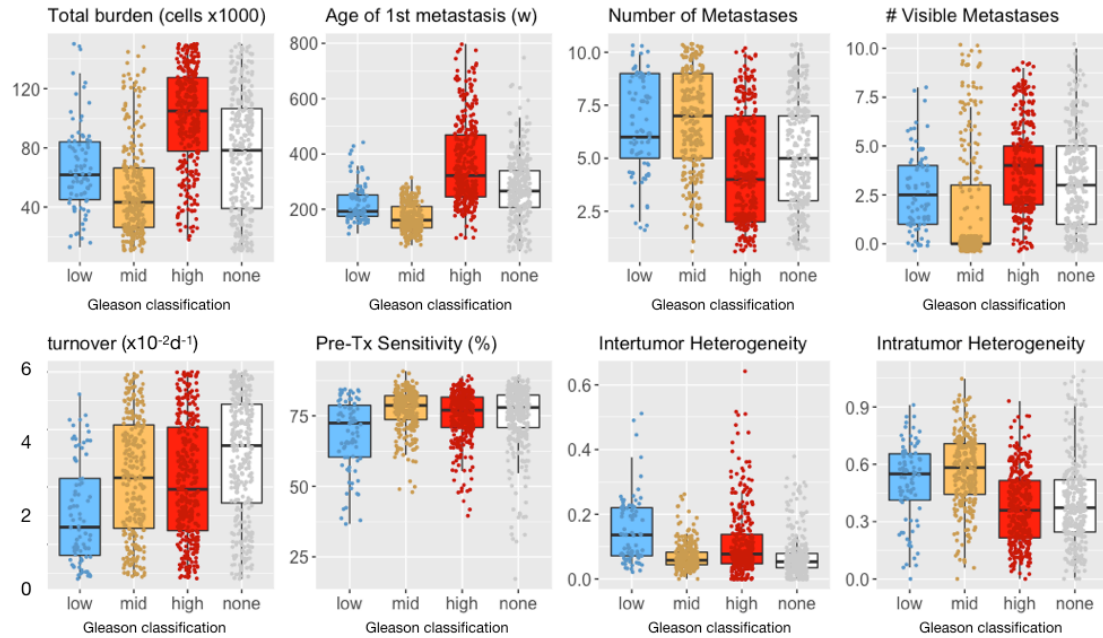 Total burden (cells x1000)
120
80
40
low mid high none
Gleason classification
Age of 1st metastasis (w)
800
600
400
200
0
low mid high none
Gleason classification
Number of Metastases
10.0
7.5
5.0
2.5
low mid high none
Gleason classification
# Visible Metastases
10.0
7.5
5.0
2.5
0.0
low mid high none
Gleason classification
turnover (x10⁻²d⁻¹)
6
4
2
0
low mid high none
Gleason classification
Pre-Tx Sensitivity (%)
75
50
25
low mid high none
Gleason classification
Intertumor Heterogeneity
0.6
0.4
0.2
0.0
low mid high none
Gleason classification
Intratumor Heterogeneity
0.9
0.6
0.3
0.0
low mid high none
Gleason classification